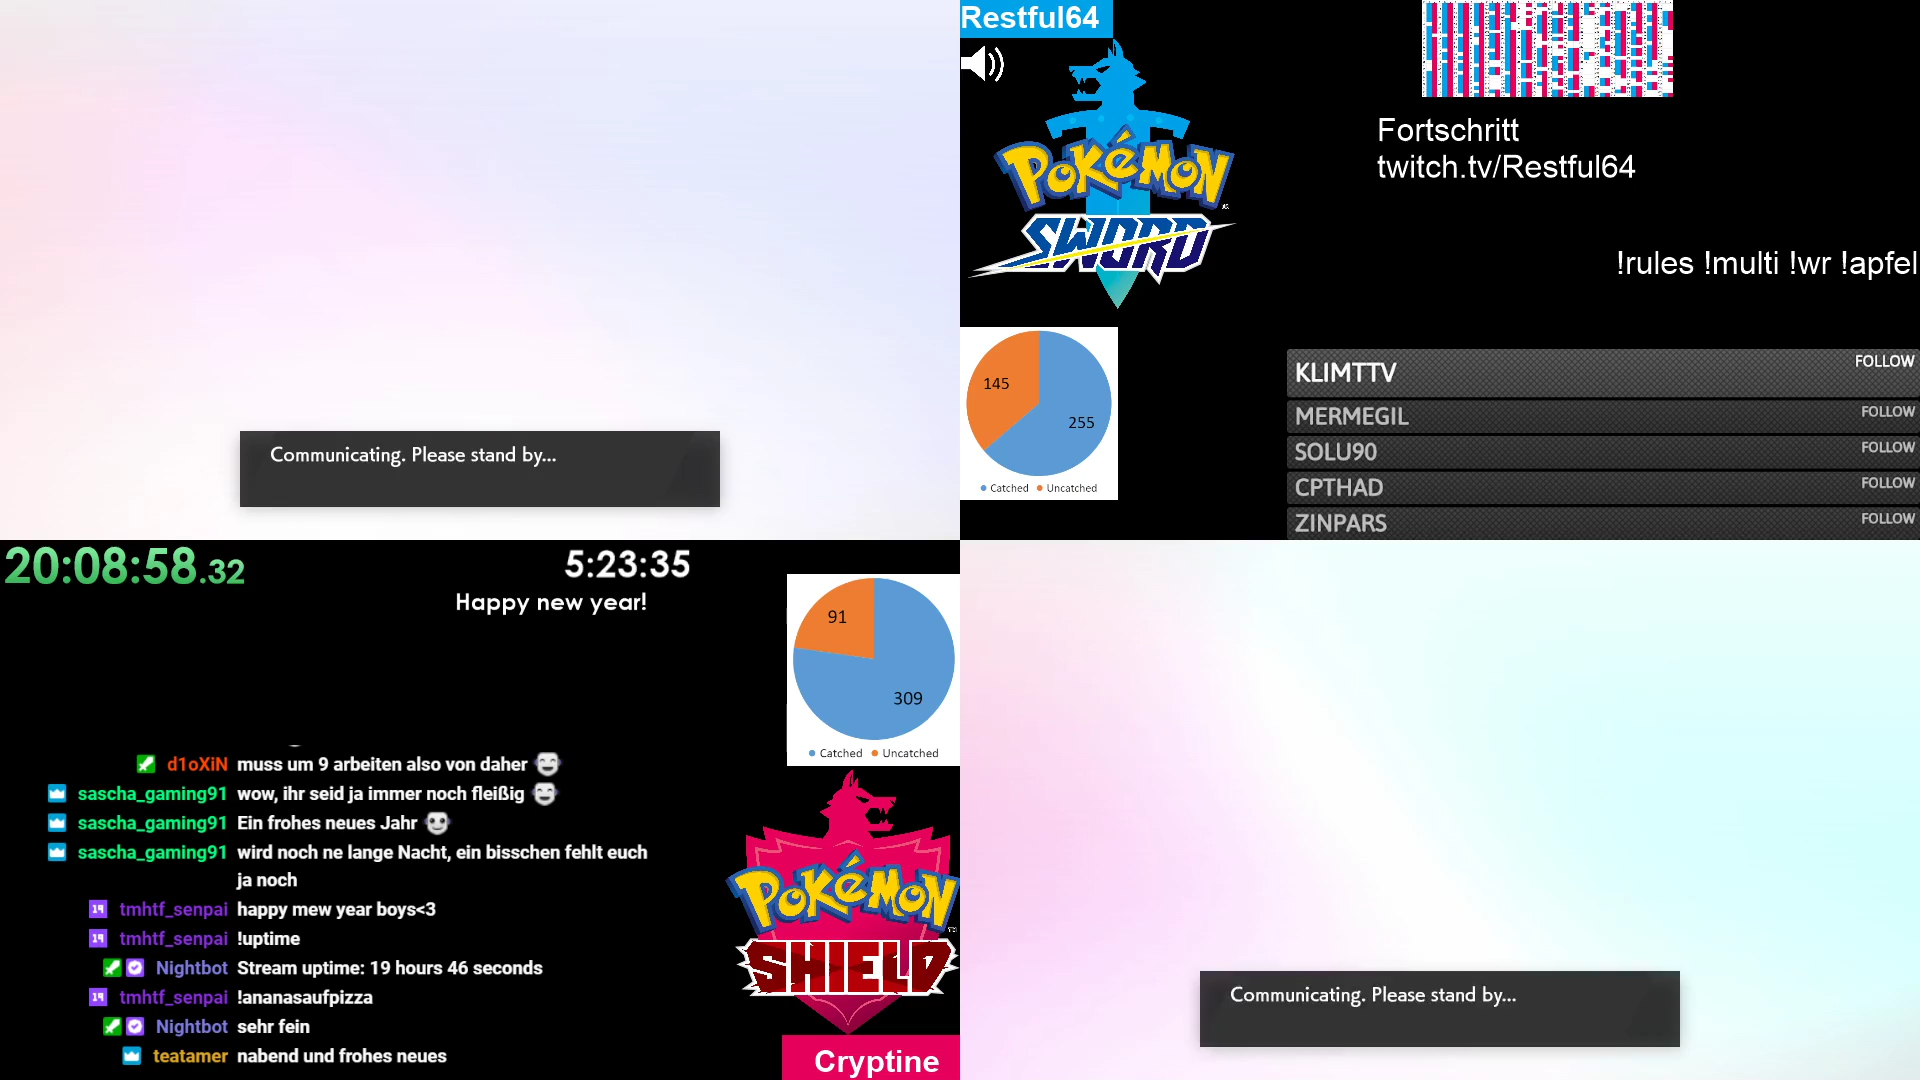 Restful64
POKéMON
SWORD
Fortschritt
twitch.tv/Restful64
!rules !multi !wr !apfel
Communicating. Please stand by...
145
255
Catched Uncatched
KLIMTTV FOLLOW
MERMEGIL FOLLOW
SOLU90 FOLLOW
CPTHAD FOLLOW
ZINPARS FOLLOW
20:08:58.32
5:23:35
Happy new year!
91
309
Catched Uncatched
d1oXiN muss um 9 arbeiten also von daher
sascha_gaming91 wow, ihr seid ja immer noch fleißig
sascha_gaming91 Ein frohes neues Jahr
sascha_gaming91 wird noch ne lange Nacht, ein bisschen fehlt euch
ja noch
tmhtf_senpai happy mew year boys<3
tmhtf_senpai !uptime
Nightbot Stream uptime: 19 hours 46 seconds
tmhtf_senpai !ananasaufpizza
Nightbot sehr fein
teatamer nabend und frohes neues
POKéMON
SHIELD
Cryptine
Communicating. Please stand by...